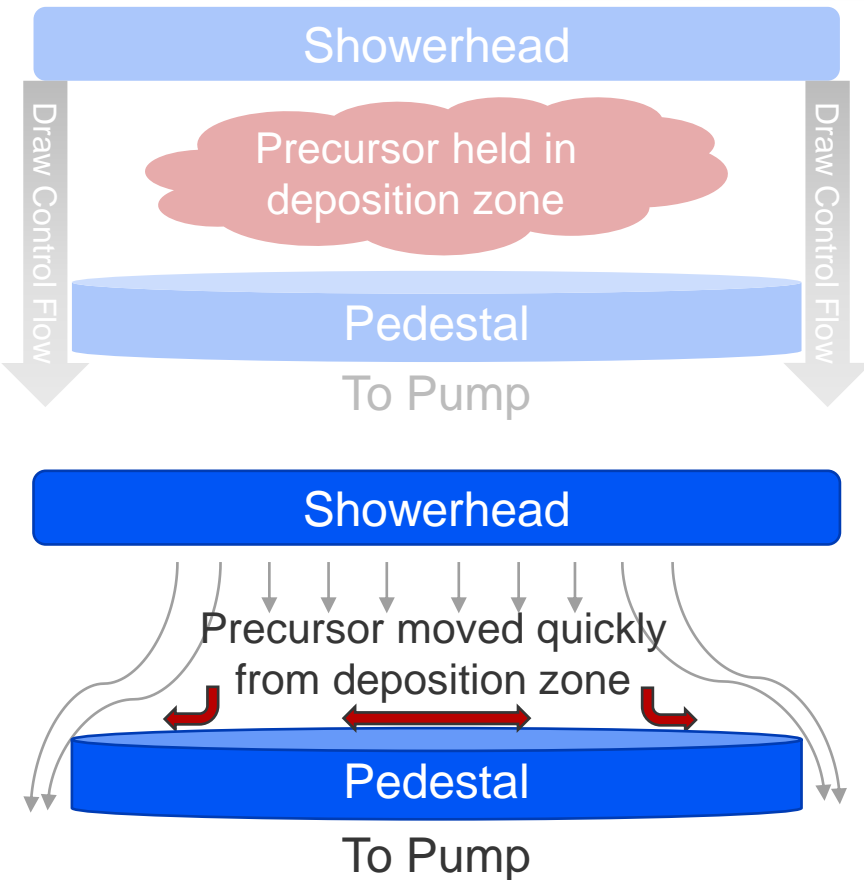 Showerhead
Draw Control Flow
Precursor held in
deposition zone
Draw Control Flow
Pedestal
To Pump
Showerhead
Precursor moved quickly
from deposition zone
Pedestal
To Pump